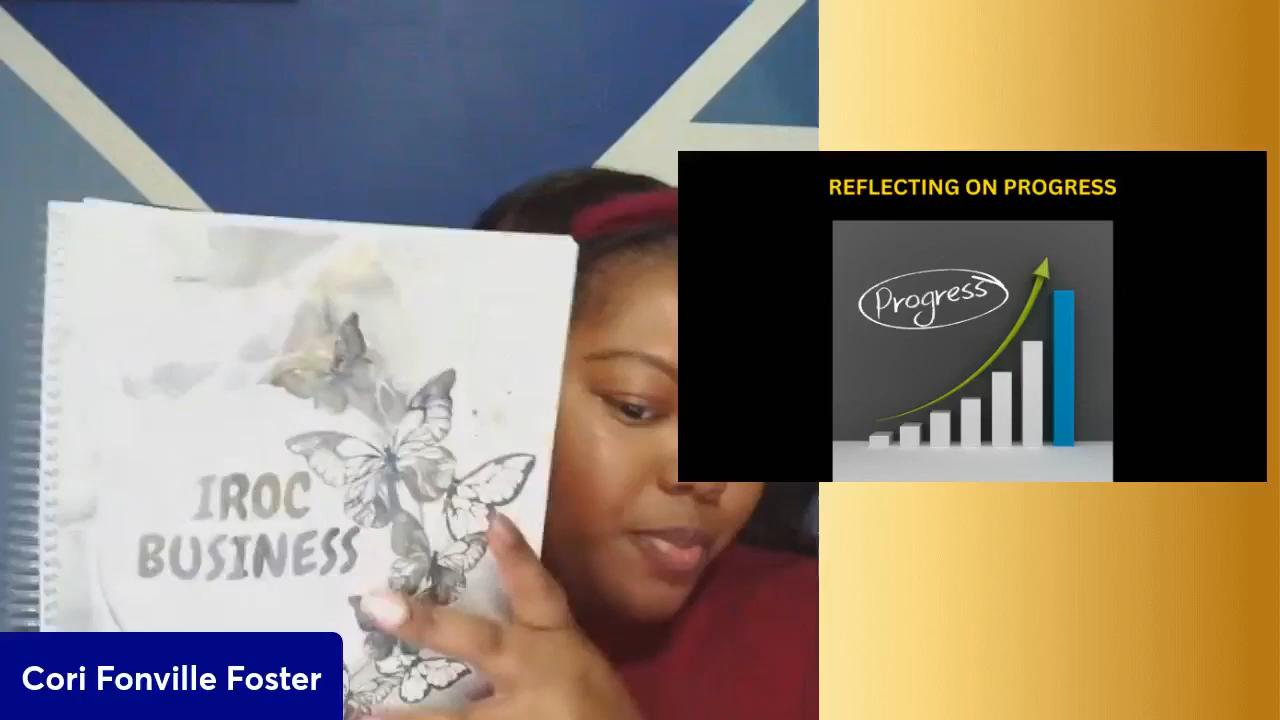 IROC
BUSINESS
Cori Fonville Foster
REFLECTING ON PROGRESS
Progress